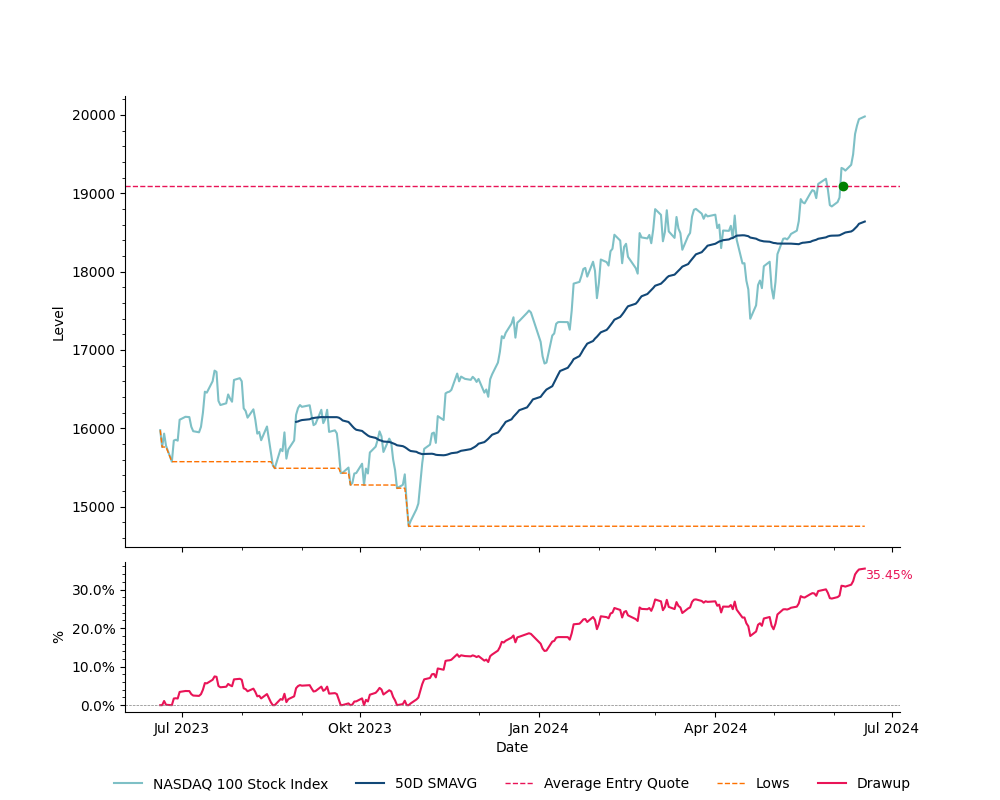 20000
19000
18000
17000
16000
15000
Level
30.0%
20.0%
10.0%
0.0%
%
35.45%
Jul 2023
Okt 2023
Jan 2024
Apr 2024
Jul 2024
Date
NASDAQ 100 Stock Index
50D SMAVG
Average Entry Quote
Lows
Drawup